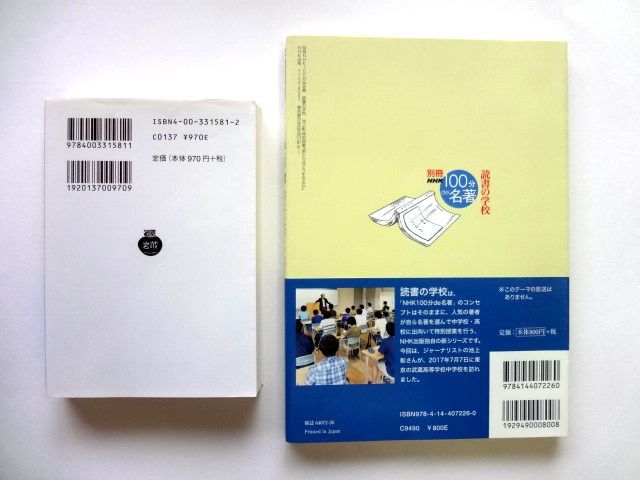 ISBN4-00-331581-2
C0137 ¥970E
定価(本体 970 円+税)
9784003315811
1920137009709
岩波
読書の学校
別冊
NHK
100分
de
名著
読書の学校は、
「NHK100分de名著」のコンセ
プトはそのままに、人気の著者
が自ら名著を選んで中学校・高
校に出向いて特別授業を行う、
NHK出版独自の新シリーズです。
今回は、ジャーナリストの池上
彰さんが、2017年7月7日に東
京の武蔵高等学校中学校を訪れ
ました。
※このテーマの放送は
ありません。
定価:本体800円+税
9784144072260
1929490008008
ISBN978-4-14-407226-0
C9490 ¥800E
雑誌 64072-26
Printed in Japan